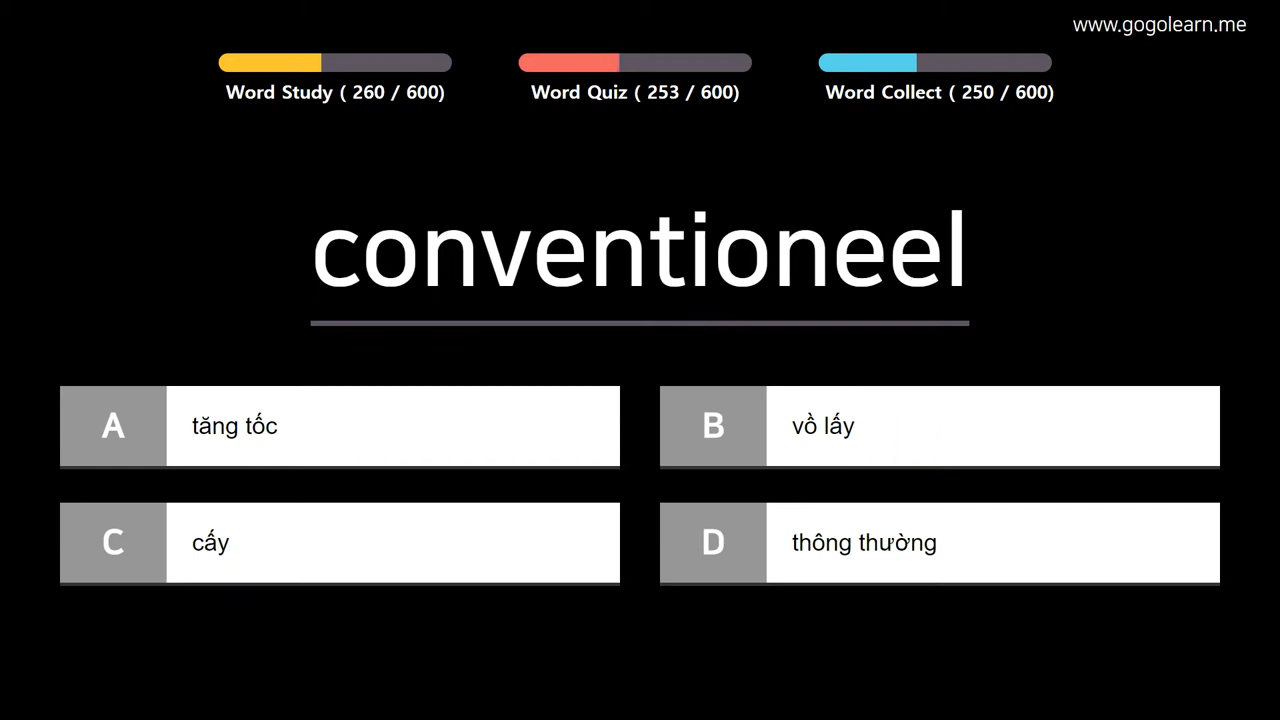 www.gogolearn.me
Word Study ( 260 / 600)
Word Quiz ( 253 / 600)
Word Collect ( 250 / 600)
conventioneel
A tăng tốc
B vồ lấy
C cấy
D thông thường